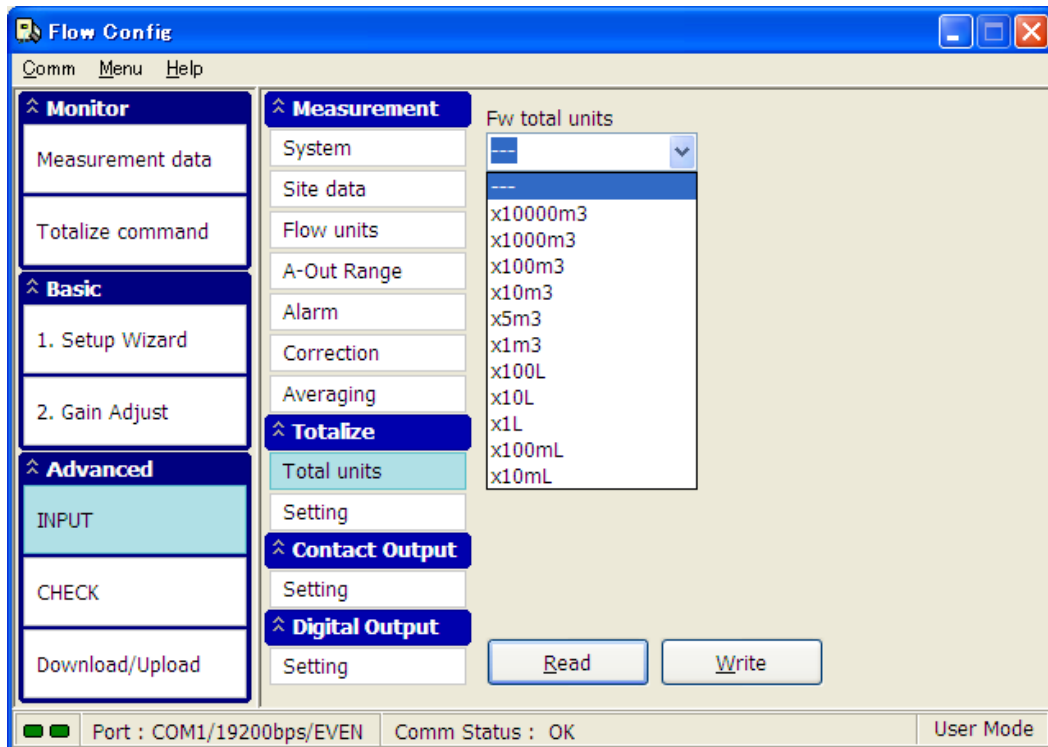 Flow Config
Comm Menu Help
Monitor
Measurement data
Totalize command
Basic
1. Setup Wizard
2. Gain Adjust
Advanced
INPUT
CHECK
Download/Upload
Measurement
System
Site data
Flow units
A-Out Range
Alarm
Correction
Averaging
Totalize
Total units
Setting
Contact Output
Setting
Digital Output
Setting
Fw total units
---
---
x10000m3
x1000m3
x100m3
x10m3
x5m3
x1m3
x100L
x10L
x1L
x100mL
x10mL
Read Write
Port : COM1/19200bps/EVEN Comm Status : OK User Mode